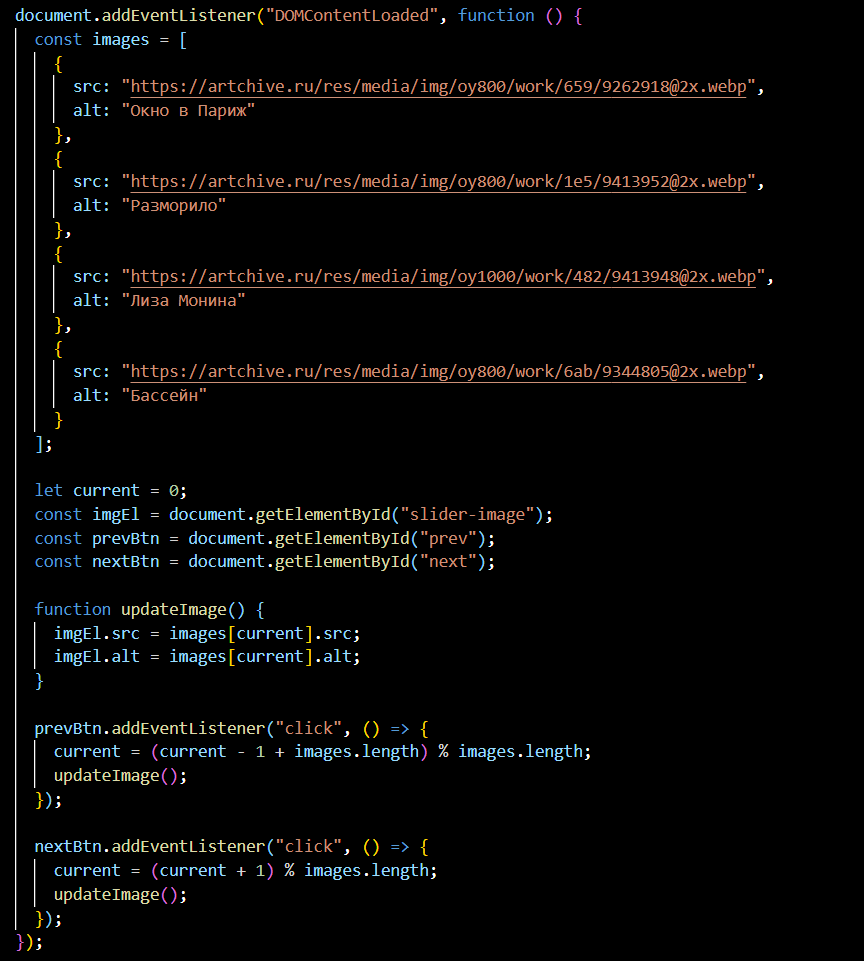 document.addEventListener("DOMContentLoaded", function () {
  const images = [
    {
      src: "https://artchive.ru/res/media/img/oy800/work/659/9262918@2x.webp",
      alt: "Окно в Париж"
    },
    {
      src: "https://artchive.ru/res/media/img/oy800/work/1e5/9413952@2x.webp",
      alt: "Разморило"
    },
    {
      src: "https://artchive.ru/res/media/img/oy1000/work/482/9413948@2x.webp",
      alt: "Лиза Монина"
    },
    {
      src: "https://artchive.ru/res/media/img/oy800/work/6ab/9344805@2x.webp",
      alt: "Бассейн"
    }
  ];

  let current = 0;
  const imgEl = document.getElementById("slider-image");
  const prevBtn = document.getElementById("prev");
  const nextBtn = document.getElementById("next");

  function updateImage() {
    imgEl.src = images[current].src;
    imgEl.alt = images[current].alt;
  }

  prevBtn.addEventListener("click", () => {
    current = (current - 1 + images.length) % images.length;
    updateImage();
  });

  nextBtn.addEventListener("click", () => {
    current = (current + 1) % images.length;
    updateImage();
  });
});